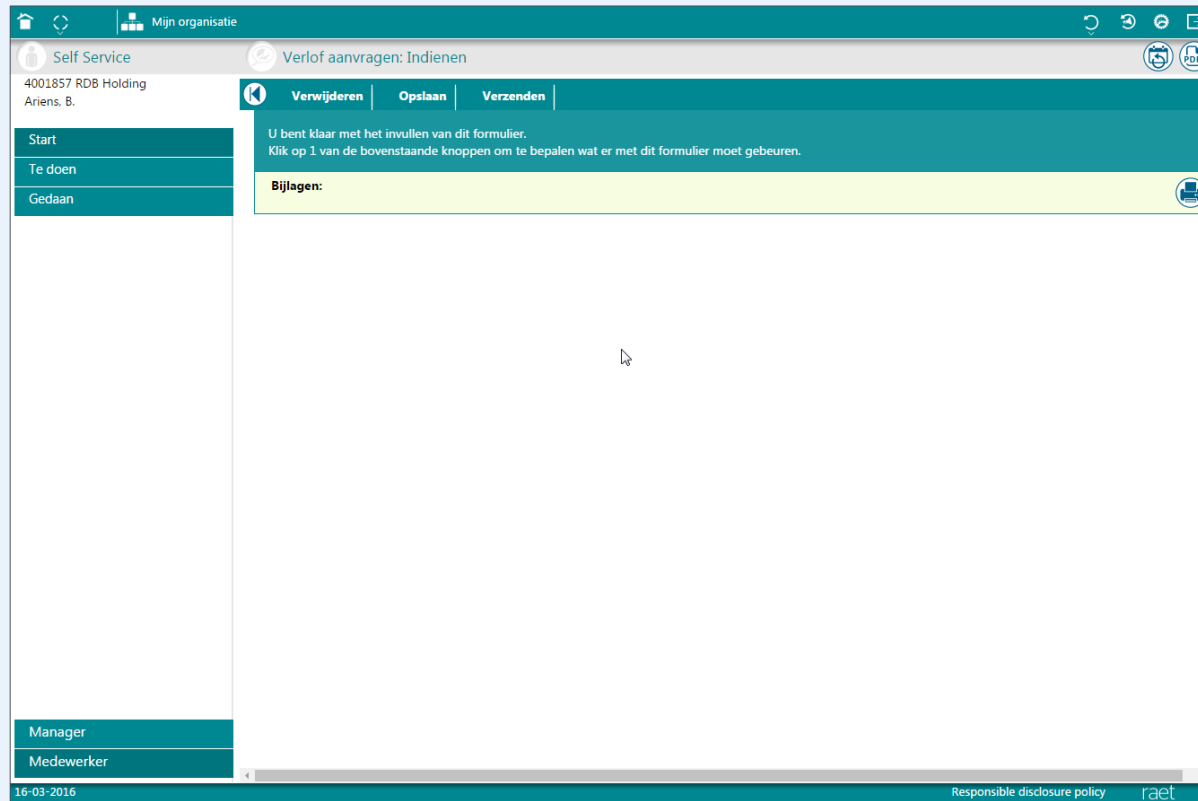 Mijn organisatie
Self Service
Verlof aanvragen: Indienen
PDF
4001857 RDB Holding
Ariens, B.
Verwijderen
Opslaan
Verzenden
U bent klaar met het invullen van dit formulier.
Klik op 1 van de bovenstaande knoppen om te bepalen wat er met dit formulier moet gebeuren.
Bijlagen:
Start
Te doen
Gedaan
Manager
Medewerker
16-03-2016
Responsible disclosure policy
raet